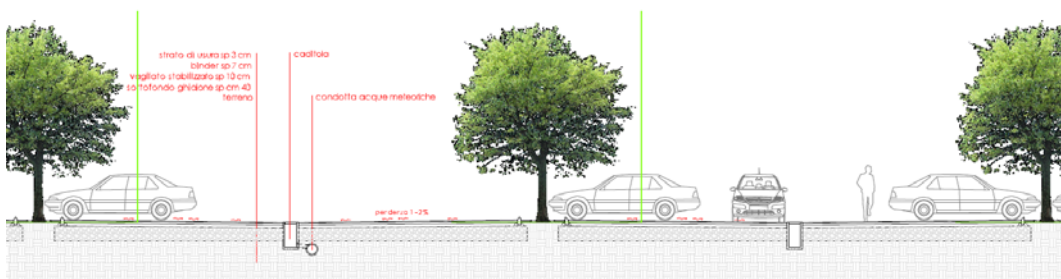 strato di usura sp.3 cm
binder sp.7 cm
vagliato stabilizzato sp 10 cm
sottofondo ghiaione sp cm 40
terreno
caditoia
condotta acque meteoriche
pendenza 1-2%